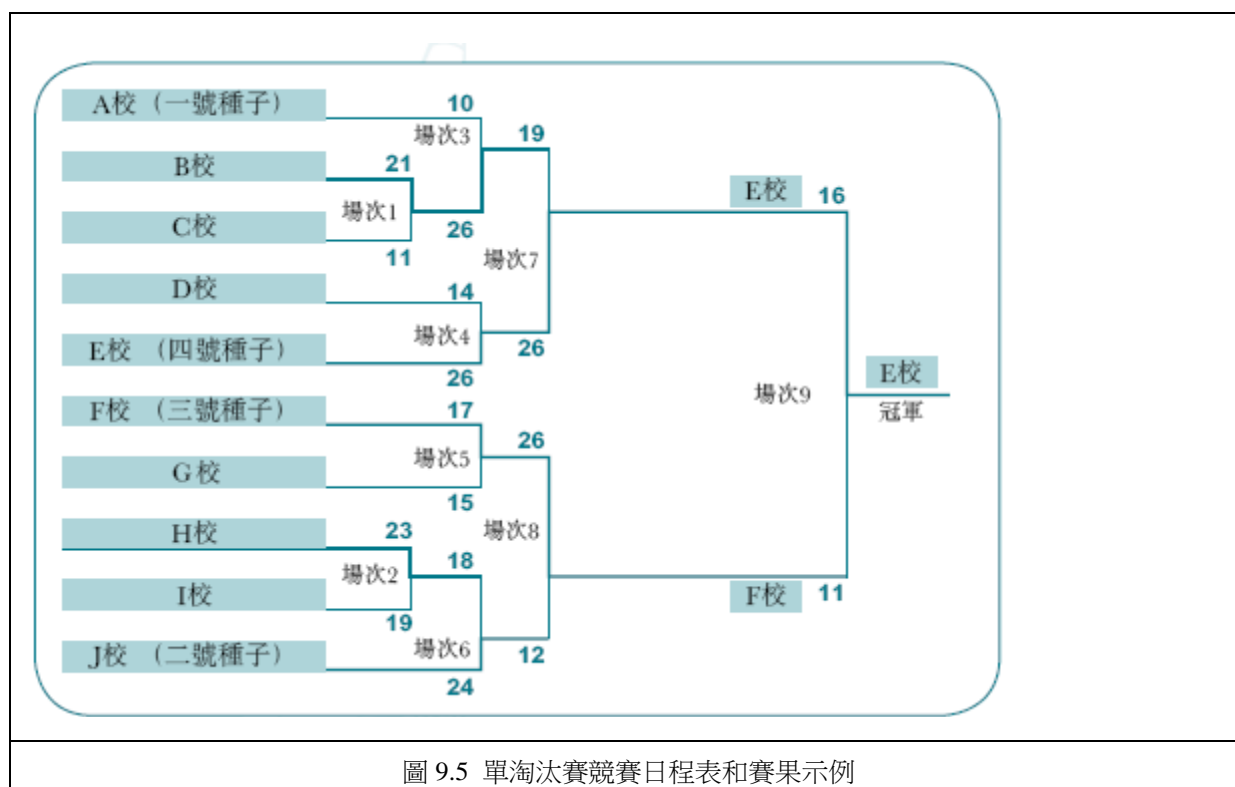 A校 (一號種子)
10
場次3
19
B校
21
E校 16
場次1
C校
26
11
場次7
D校
14
場次4
E校 (四號種子)
26
26
E校
場次9
冠軍
F校 (三號種子)
17
26
場次5
G校
15
H校
23
場次8
18
場次2
I校
F校 11
19
場次6
J校 (二號種子)
12
24
圖 9.5 單淘汰賽競賽日程表和賽果示例